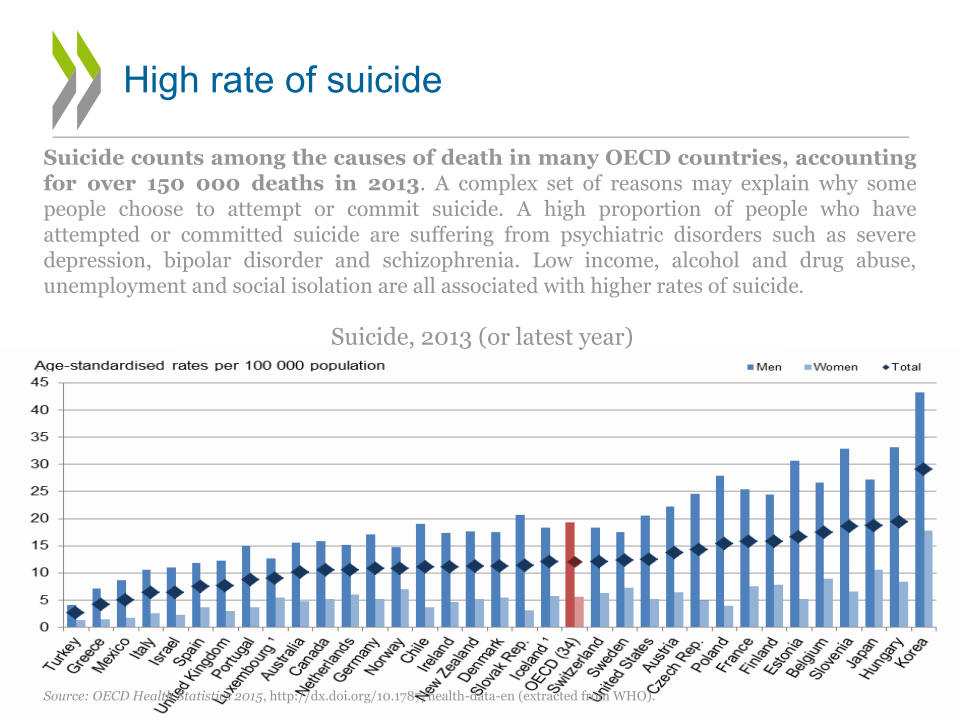 High rate of suicide
Suicide counts among the causes of death in many OECD countries, accounting
for over 150 000 deaths in 2013. A complex set of reasons may explain why some
people choose to attempt or commit suicide. A high proportion of people who have
attempted or committed suicide are suffering from psychiatric disorders such as severe
depression, bipolar disorder and schizophrenia. Low income, alcohol and drug abuse,
unemployment and social isolation are all associated with higher rates of suicide.
Suicide, 2013 (or latest year)
Age-standardised rates per 100 000 population
Men Women Total
45
40
35
30
25
20
15
10
5
0
Turkey
Greece
Mexico
Italy
Israel
Spain
United Kingdom
Portugal
Luxembourg ¹
Australia
Canada
Netherlands
Germany
Norway
Chile
Ireland
New Zealand
Denmark
Slovak Rep.
Iceland ¹
OECD (34)
Switzerland
Sweden
United States
Austria
Czech Rep.
Poland
France
Finland
Estonia
Belgium
Slovenia
Japan
Hungary
Korea
Source: OECD Health Statistics 2015, http://dx.doi.org/10.1787/health-data-en (extracted from WHO).